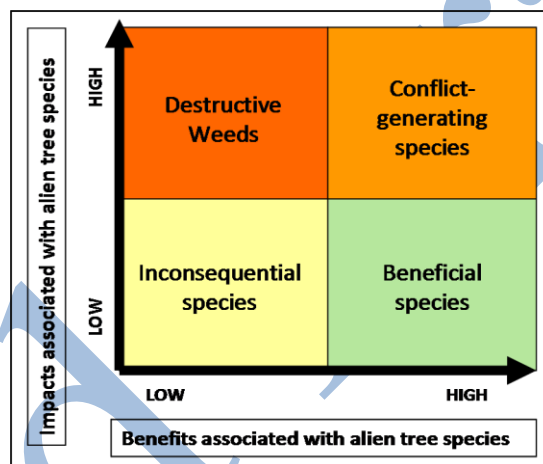 Impacts associated with alien tree species
HIGH
LOW
Destructive
Weeds
Conflict-
generating
species
Inconsequential
species
Beneficial
species
LOW
HIGH
Benefits associated with alien tree species